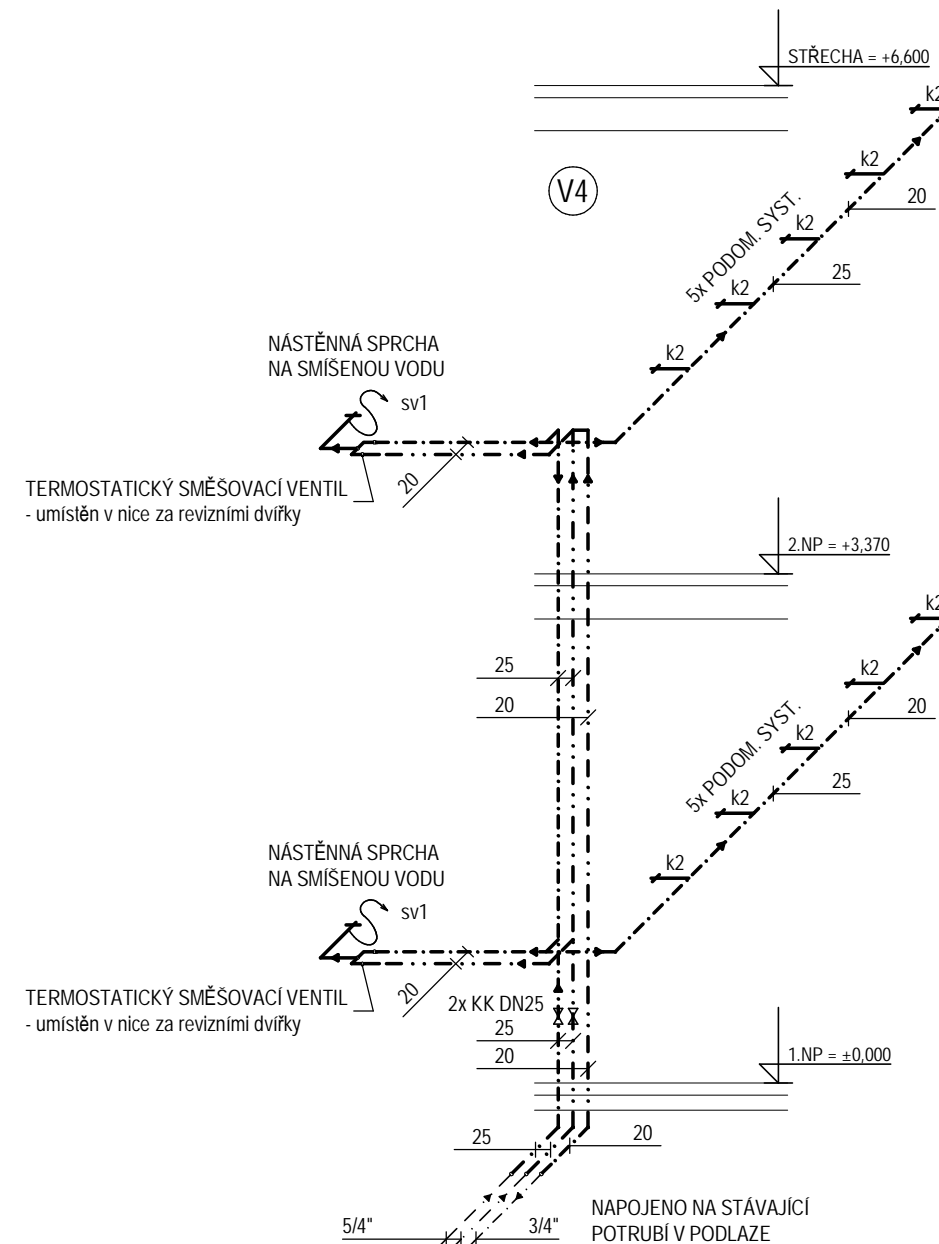 STŘECHA = +6,600
k2
k2
V4
20
5x PODOM. SYST.
k2
25
k2
NÁSTĚNNÁ SPRCHA
NA SMÍŠENOU VODU
k2
sv1
20
TERMOSTATICKÝ SMĚŠOVACÍ VENTIL
- umístěn v nice za revizními dvířky
2.NP = +3,370
k2
25
k2
20
20
5x PODOM. SYST.
k2
25
k2
NÁSTĚNNÁ SPRCHA
NA SMÍŠENOU VODU
k2
sv1
20
TERMOSTATICKÝ SMĚŠOVACÍ VENTIL
- umístěn v nice za revizními dvířky
2x KK DN25
25
20
1.NP = ±0,000
25
20
5/4"
3/4"
NAPOJENO NA STÁVAJÍCÍ
POTRUBÍ V PODLAZE